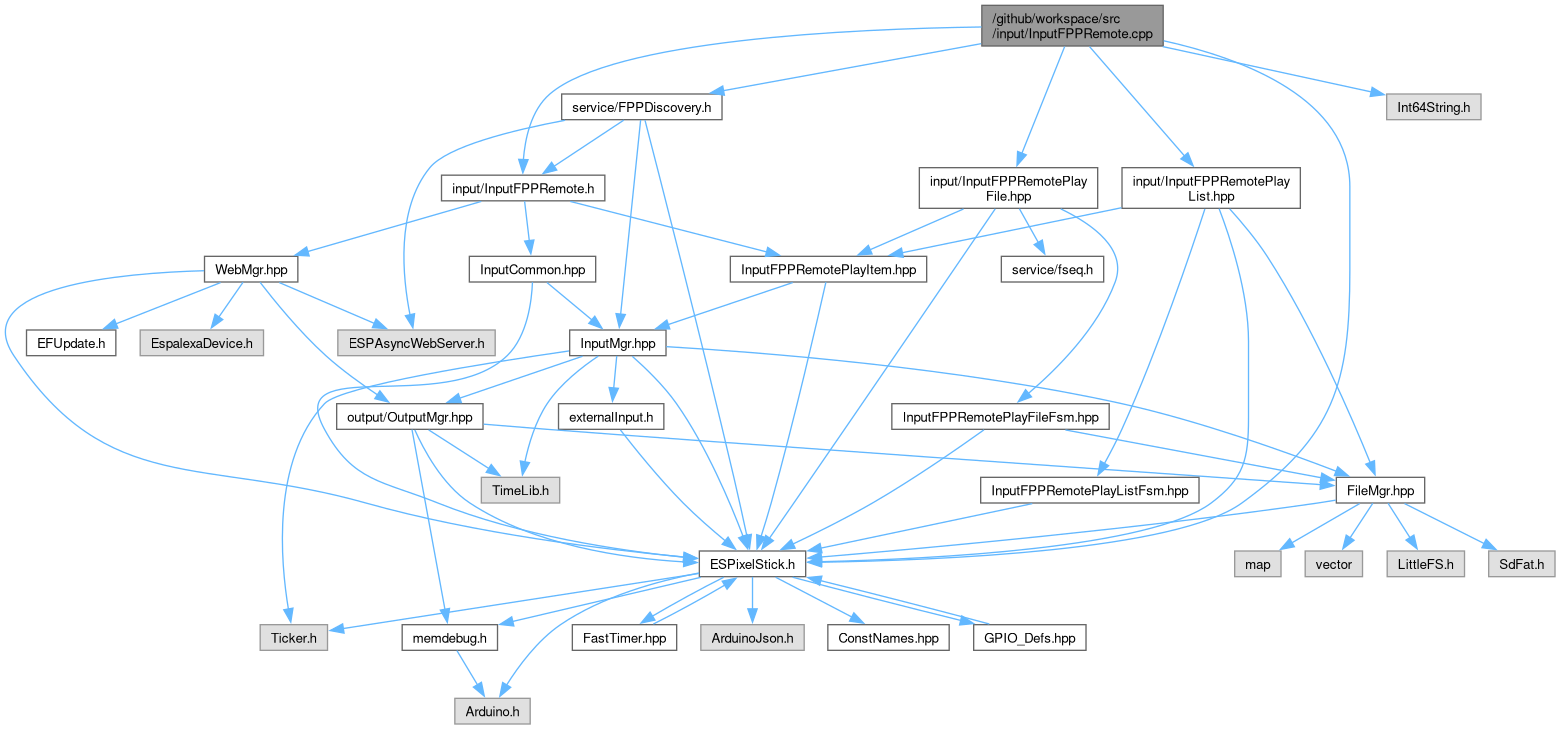 /github/workspace/src
/input/InputFPPRemote.cpp
service/FPPDiscovery.h
Int64String.h
input/InputFPPRemote.h
input/InputFPPRemotePlay
File.hpp
input/InputFPPRemotePlay
List.hpp
WebMgr.hpp
InputCommon.hpp
InputFPPRemotePlayItem.hpp
service/fseq.h
EFUpdate.h
EspalexaDevice.h
ESPAsyncWebServer.h
InputMgr.hpp
output/OutputMgr.hpp
externalInput.h
InputFPPRemotePlayFileFsm.hpp
TimeLib.h
InputFPPRemotePlayListFsm.hpp
FileMgr.hpp
ESPixelStick.h
map
vector
LittleFS.h
SdFat.h
Ticker.h
memdebug.h
FastTimer.hpp
ArduinoJson.h
ConstNames.hpp
GPIO_Defs.hpp
Arduino.h